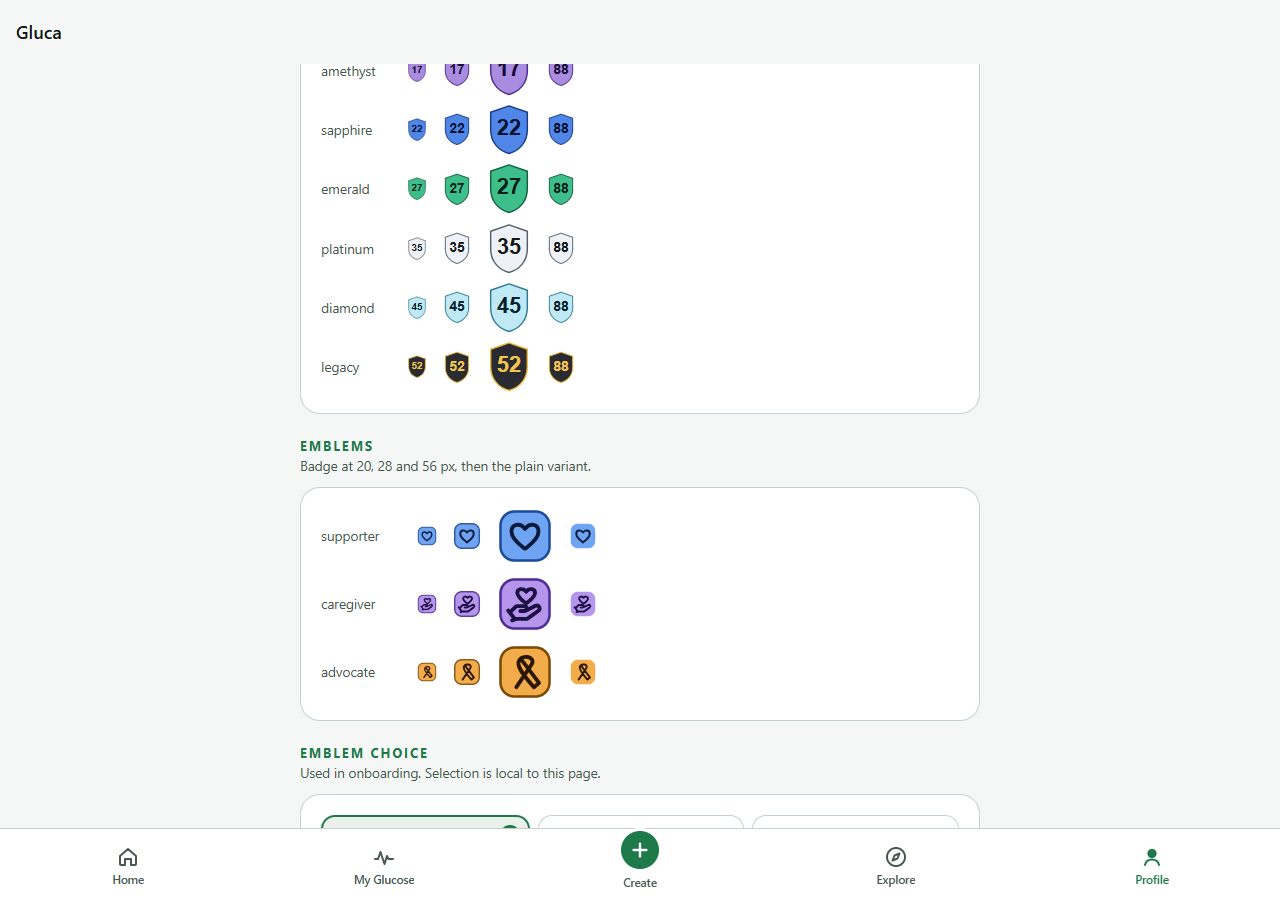 Gluca
amethyst 17 17 17 88
sapphire 22 22 22 88
emerald 27 27 27 88
platinum 35 35 35 88
diamond 45 45 45 88
legacy 52 52 52 88
EMBLEMS
Badge at 20, 28 and 56 px, then the plain variant.
supporter
caregiver
advocate
EMBLEM CHOICE
Used in onboarding. Selection is local to this page.
Home My Glucose Create Explore Profile